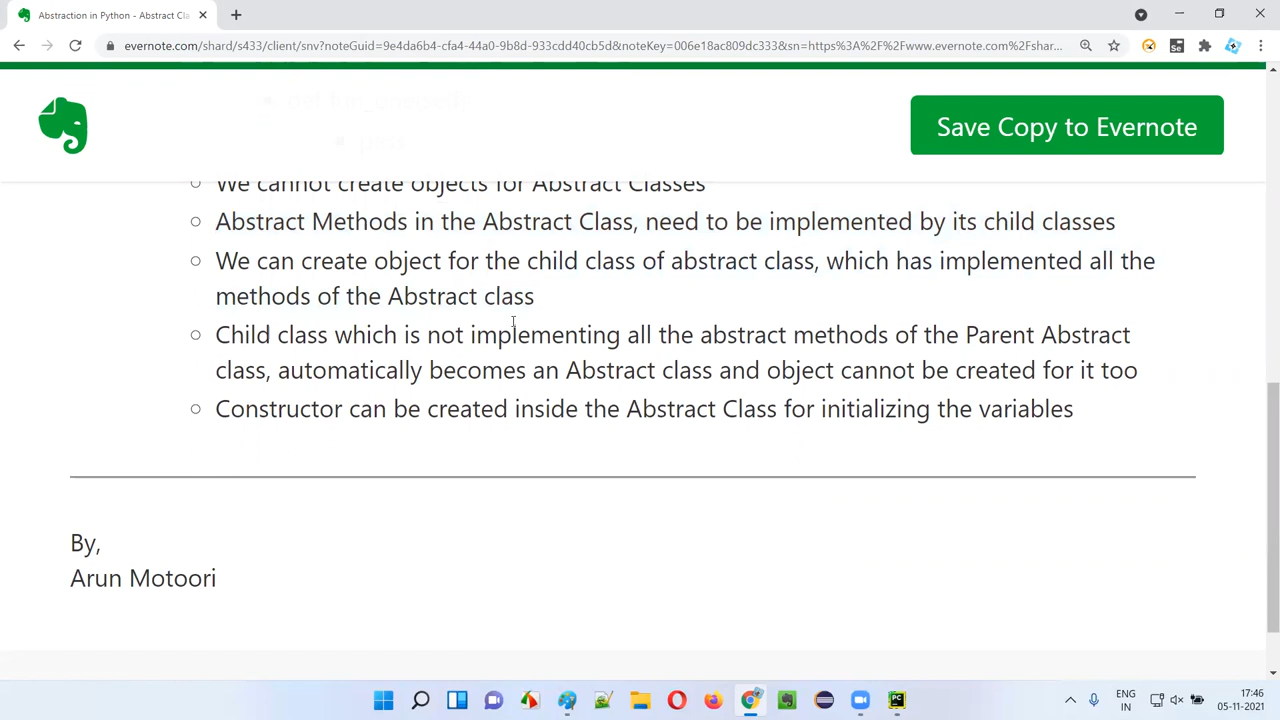 Abstraction in Python - Abstract Cla
evernote.com/shard/s433/client/snv?noteGuid=9e4da6b4-cfa4-44a0-9b8d-933cdd40cb5d&noteKey=006e18ac809bc333&sn=https%3A%2F%2Fwww.evernote.com%2Fshar...
Save Copy to Evernote
pass
We cannot create objects for Abstract Classes
Abstract Methods in the Abstract Class, need to be implemented by its child classes
We can create object for the child class of abstract class, which has implemented all the
methods of the Abstract class
Child class which is not implementing all the abstract methods of the Parent Abstract
class, automatically becomes an Abstract class and object cannot be created for it too
Constructor can be created inside the Abstract Class for initializing the variables
By,
Arun Motoori
ENG
IN
17:46
05-11-2021